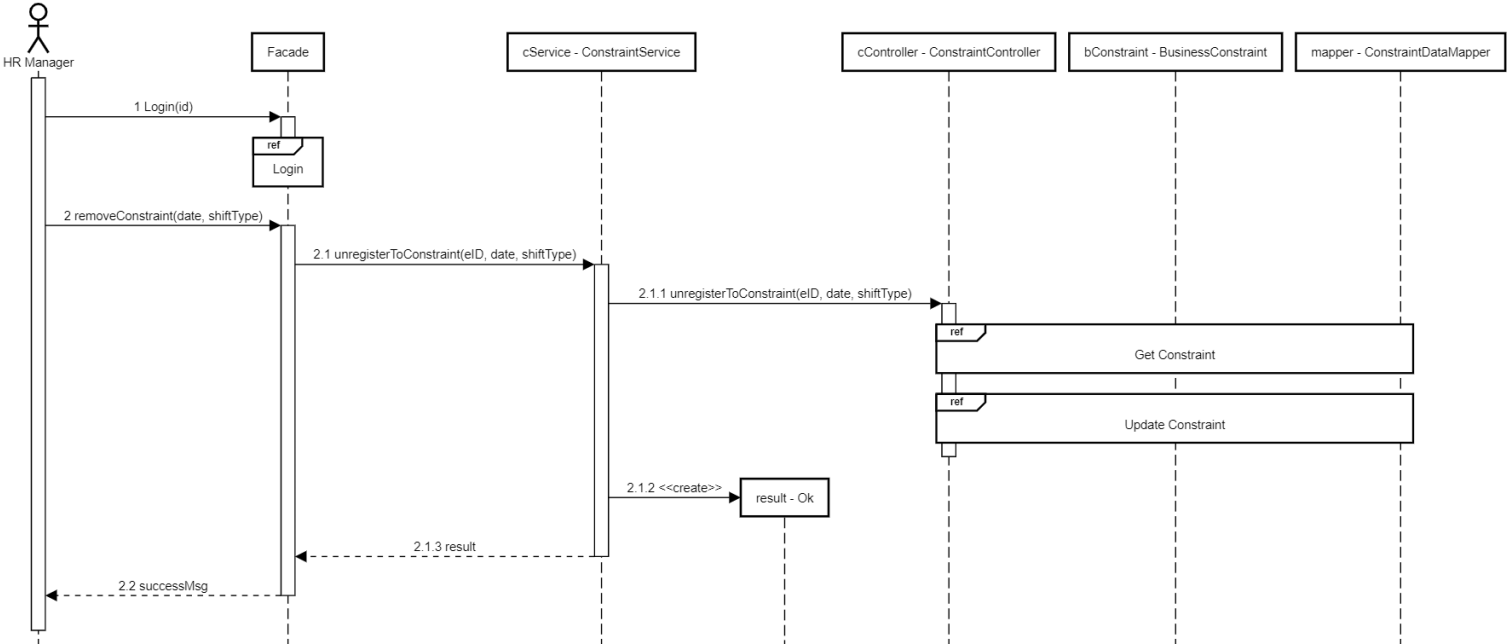 HR Manager
Facade
cService - ConstraintService
cController - ConstraintController
bConstraint - BusinessConstraint
mapper - ConstraintDataMapper
1 Login(id)
ref
Login
2 removeConstraint(date, shiftType)
2.1 unregisterToConstraint(eID, date, shiftType)
2.1.1 unregisterToConstraint(eID, date, shiftType)
ref
Get Constraint
ref
Update Constraint
2.1.2 <<create>>
result - Ok
2.1.3 result
2.2 successMsg